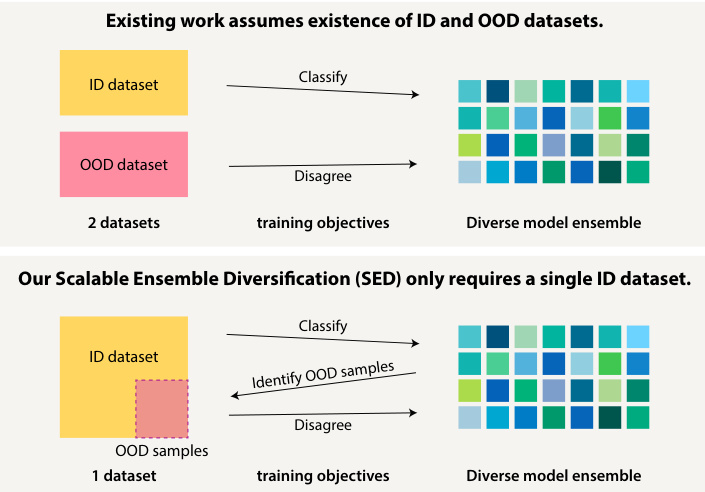 Existing work assumes existence of ID and OOD datasets.
ID dataset
Classify
OOD dataset
Disagree
2 datasets
training objectives
Diverse model ensemble
Our Scalable Ensemble Diversification (SED) only requires a single ID dataset.
ID dataset
Classify
Identify OOD samples
Disagree
OOD samples
1 dataset
training objectives
Diverse model ensemble